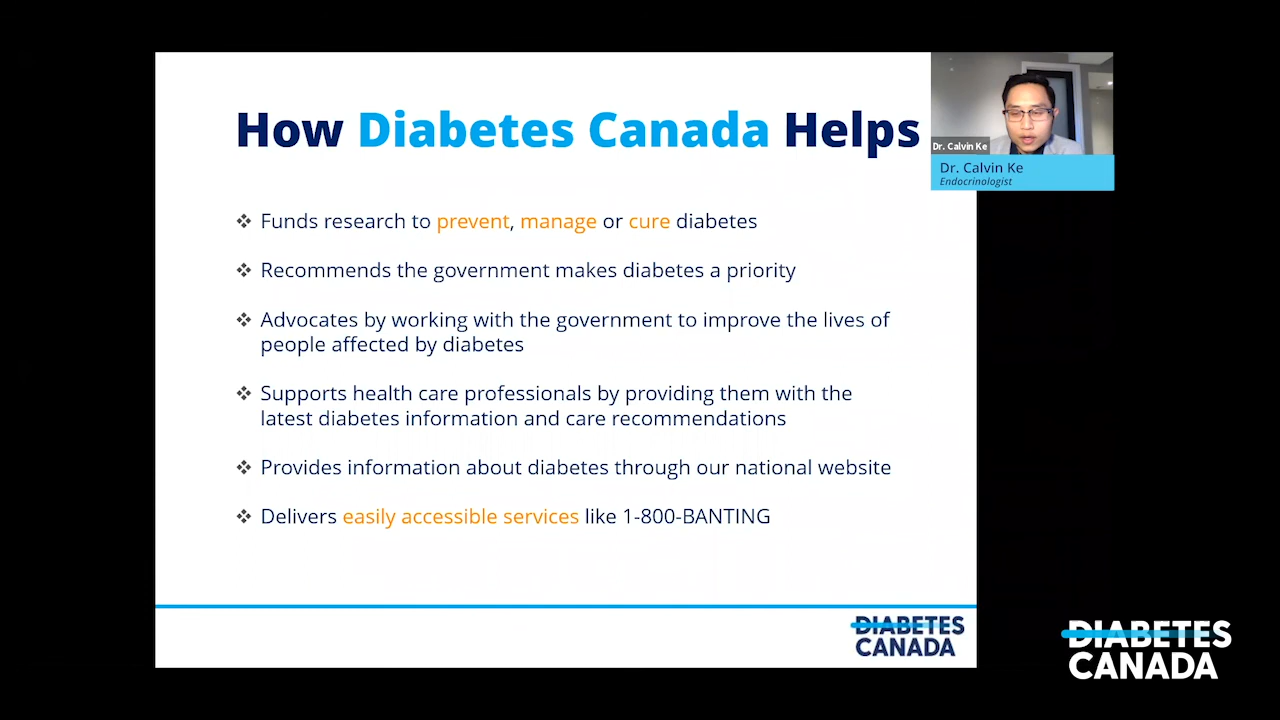 How Diabetes Canada Helps
Dr. Calvin Ke
Dr. Calvin Ke
Endocrinologist
❖ Funds research to prevent, manage or cure diabetes
❖ Recommends the government makes diabetes a priority
❖ Advocates by working with the government to improve the lives of
people affected by diabetes
❖ Supports health care professionals by providing them with the
latest diabetes information and care recommendations
❖ Provides information about diabetes through our national website
❖ Delivers easily accessible services like 1-800-BANTING
DIABETES
CANADA
DIABETES
CANADA